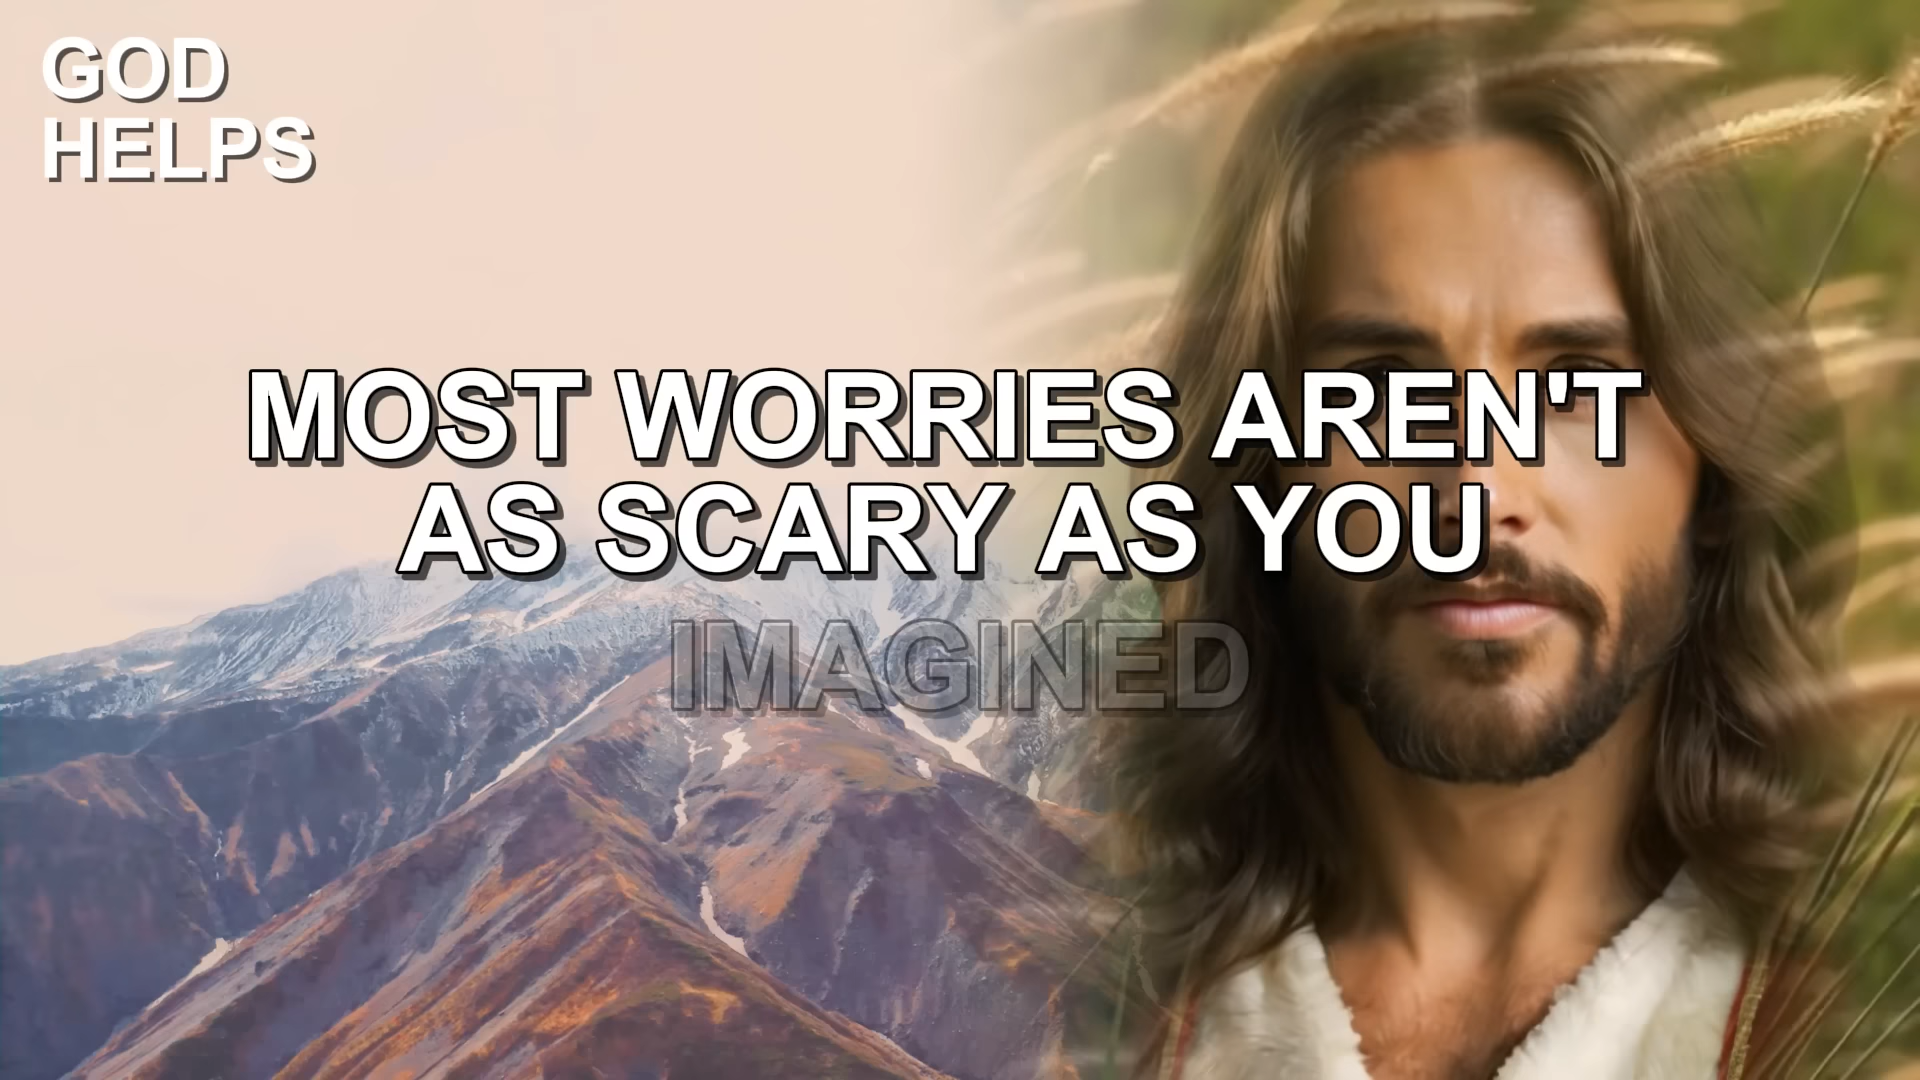 GOD
HELPS
MOST WORRIES AREN'T
AS SCARY AS YOU
IMAGINED